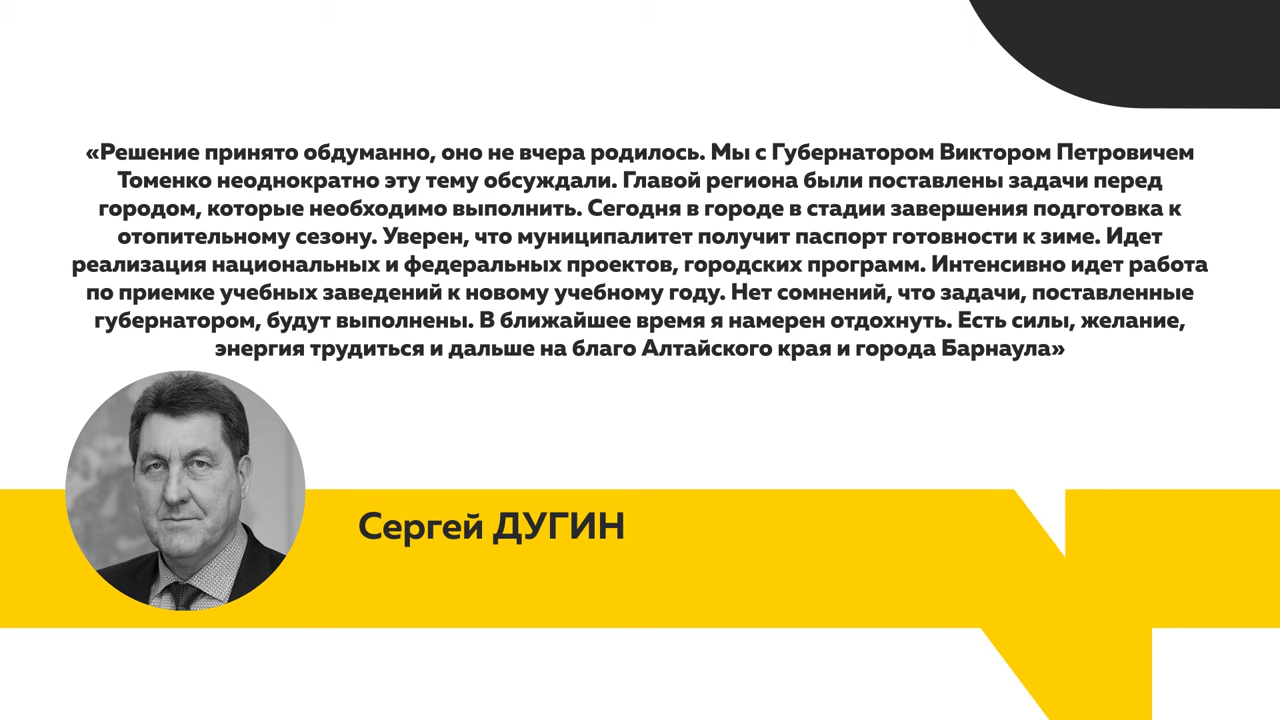 «Решение принято обдуманно, оно не вчера родилось. Мы с Губернатором Виктором Петровичем
Томенко неоднократно эту тему обсуждали. Главой региона были поставлены задачи перед
городом, которые необходимо выполнить. Сегодня в городе в стадии завершения подготовка к
отопительному сезону. Уверен, что муниципалитет получит паспорт готовности к зиме. Идет
реализация национальных и федеральных проектов, городских программ. Интенсивно идет работа
по приемке учебных заведений к новому учебному году. Нет сомнений, что задачи, поставленные
губернатором, будут выполнены. В ближайшее время я намерен отдохнуть. Есть силы, желание,
энергия трудиться и дальше на благо Алтайского края и города Барнаула»
Сергей ДУГИН